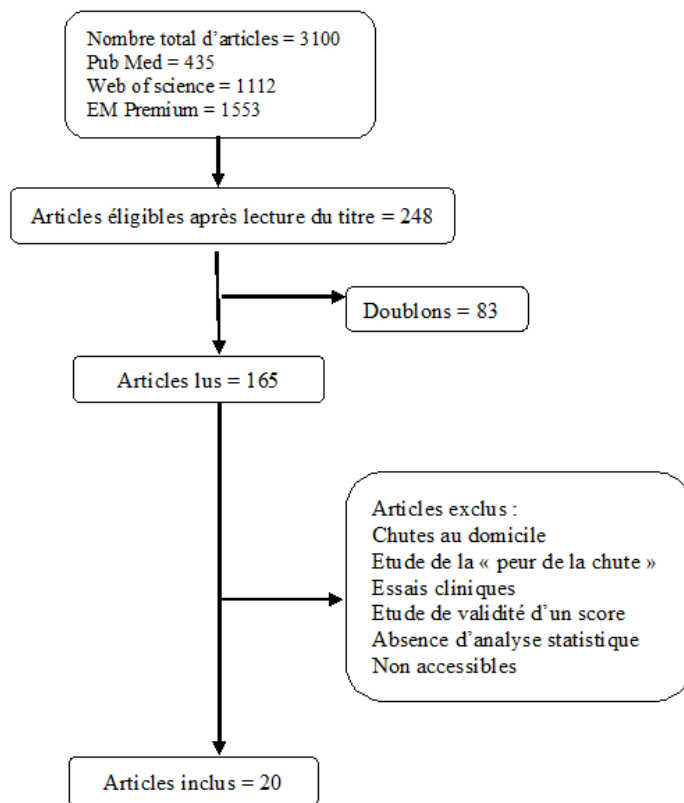 Nombre total d'articles = 3100
Pub Med = 435
Web of science = 1112
EM Premium = 1553
Articles éligibles après lecture du titre = 248
Doublons = 83
Articles lus = 165
Articles exclus :
Chutes au domicile
Etude de la « peur de la chute »
Essais cliniques
Etude de validité d'un score
Absence d'analyse statistique
Non accessibles
Articles inclus = 20